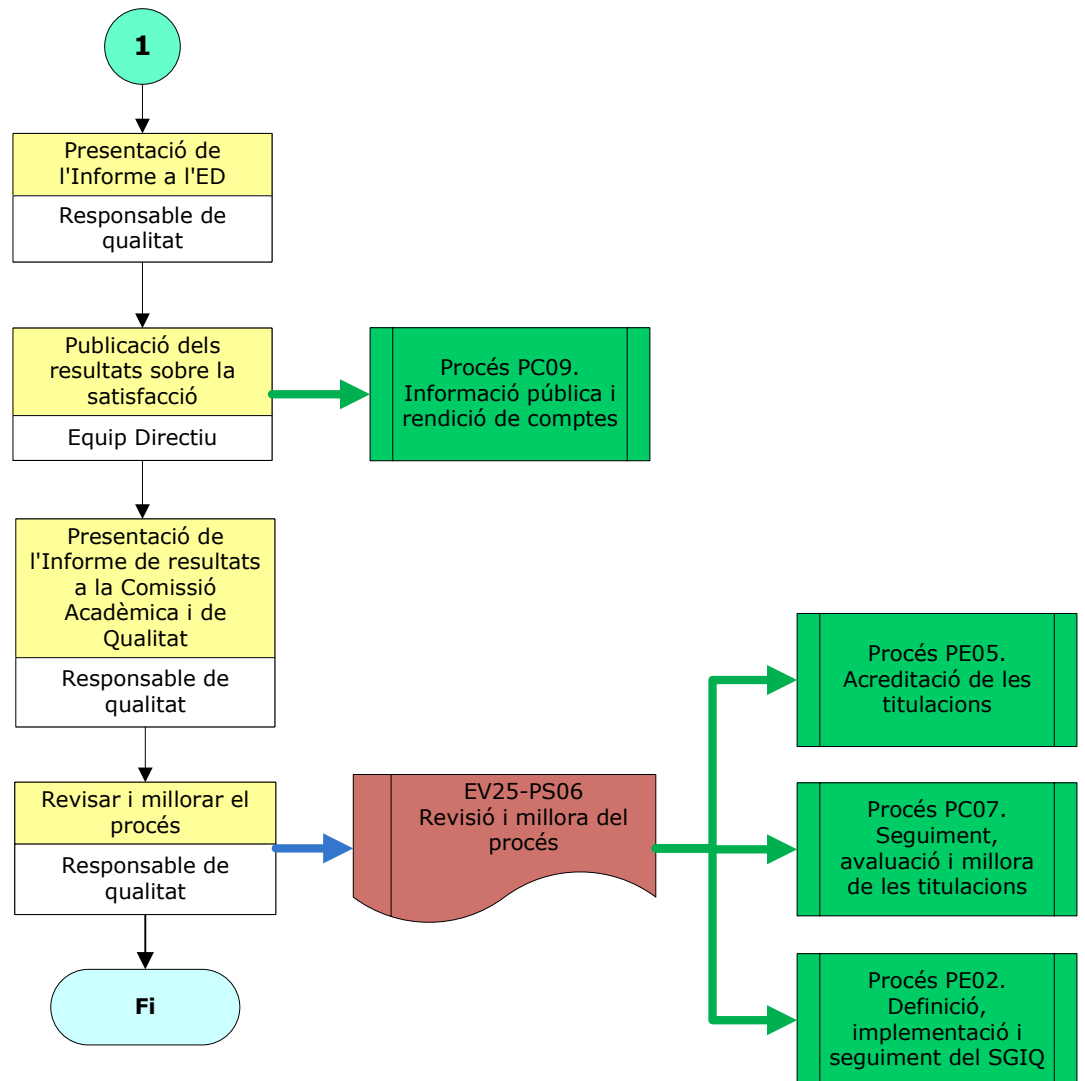 1
Presentació de
l'Informe a l'ED
Responsable de
qualitat
Publicació dels
resultats sobre la
satisfacció
Equip Directiu
Procés PC09.
Informació pública i
rendició de comptes
Presentació de
l'Informe de resultats
a la Comissió
Acadèmica i de
Qualitat
Responsable de
qualitat
Revisar i millorar el
procés
Responsable de
qualitat
EV25-PS06
Revisió i millora del
procés
Procés PE05.
Acreditació de les
titulacions
Procés PC07.
Seguiment,
avaluació i millora
de les titulacions
Procés PE02.
Definició,
implementació i
seguiment del SGIQ
Fi